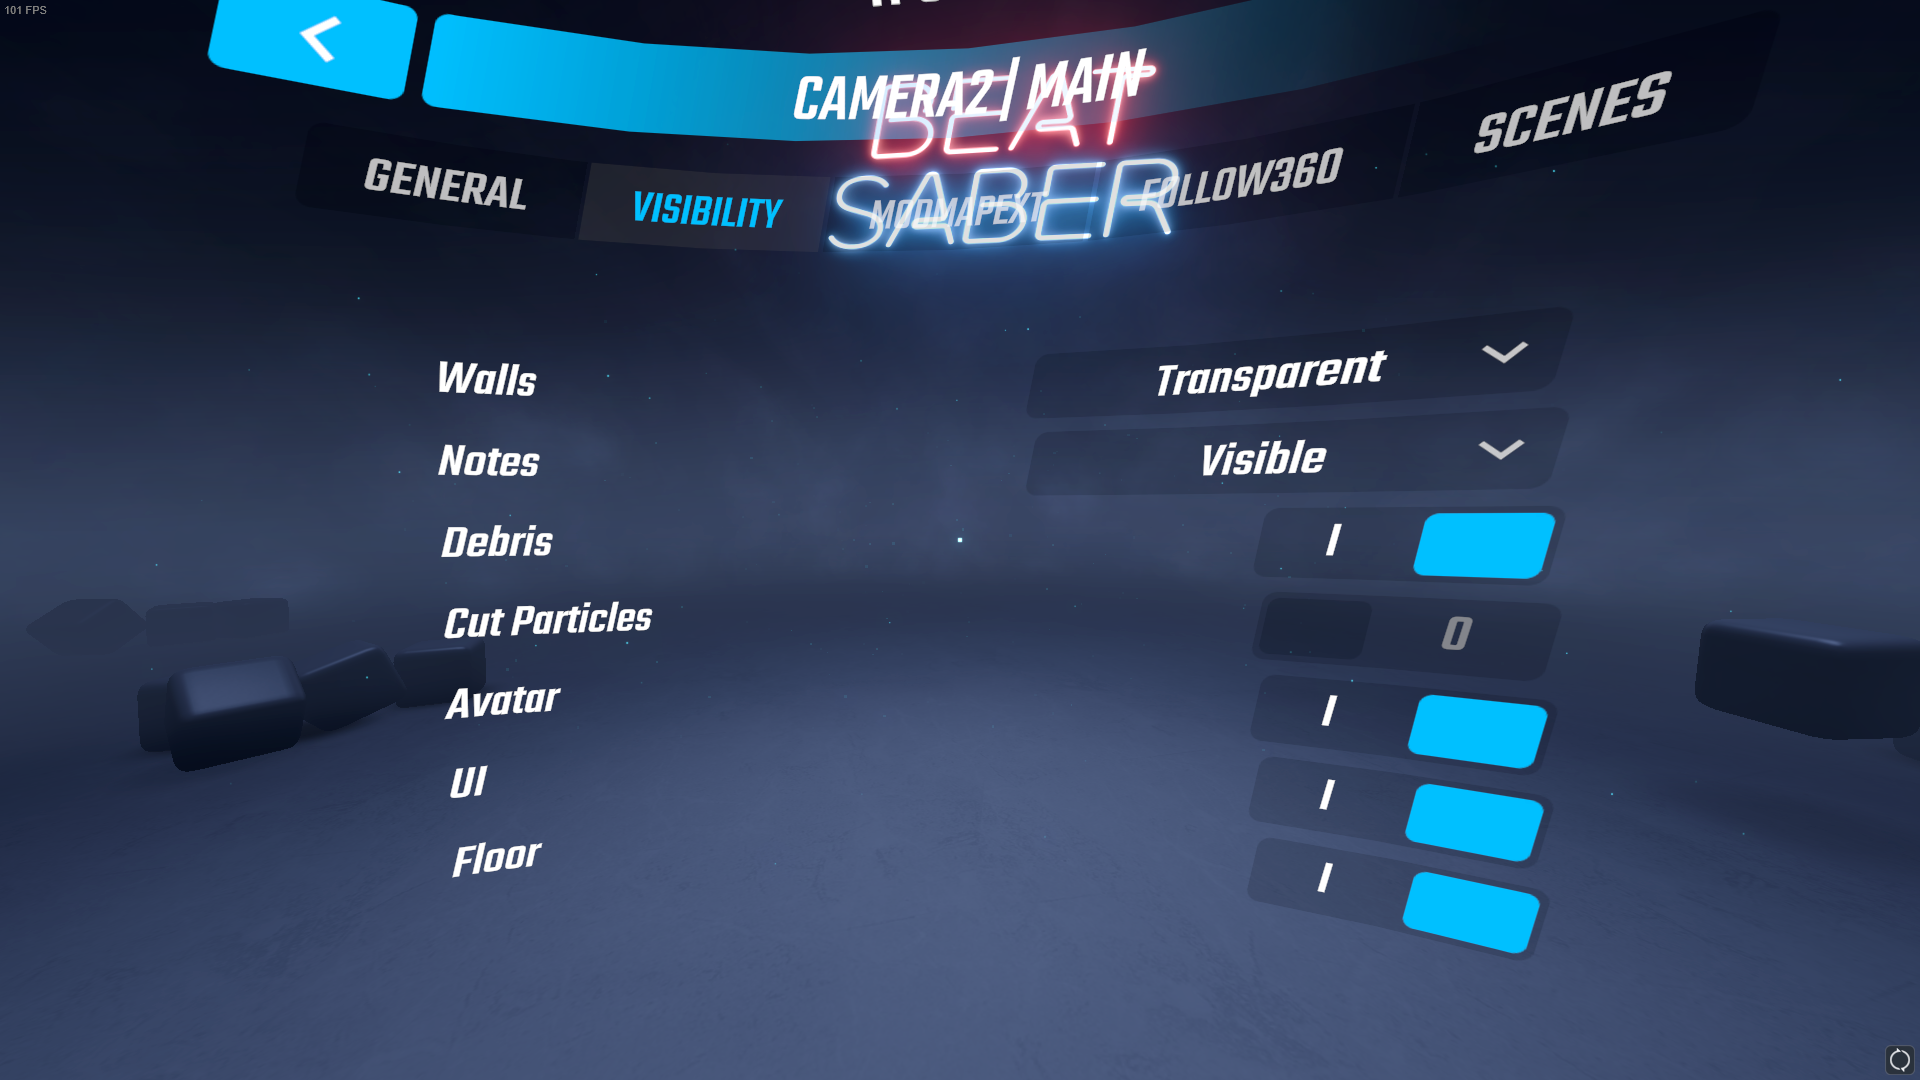 101 FPS
CAMERA2 | MAIN
BEAT
SABER
GENERAL
VISIBILITY
MODMAPEXT
FOLLOW360
SCENES
Walls
Transparent
Notes
Visible
Debris
I
Cut Particles
0
Avatar
I
UI
I
Floor
I